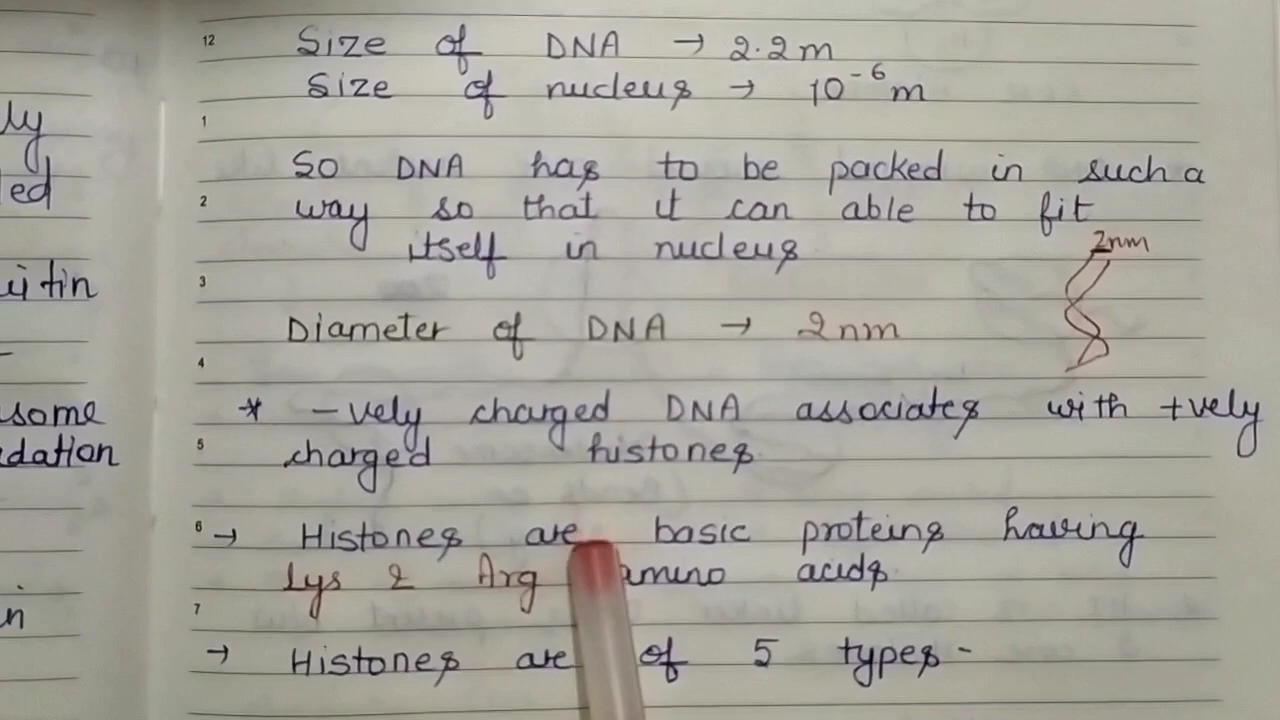 12 Size of DNA → 2.2m
Size of nucleus → 10⁻⁶m
1
So DNA has to be packed in such a
2 way so that it can able to fit
itself in nucleus
2nm
3
Diameter of DNA → 2nm
4
* -vely charged DNA associates with +vely
5 charged histones
6 → Histones are basic proteins having
Lys & Arg amino acids
7
→ Histones are of 5 types -
ly
ed
some
dation
n